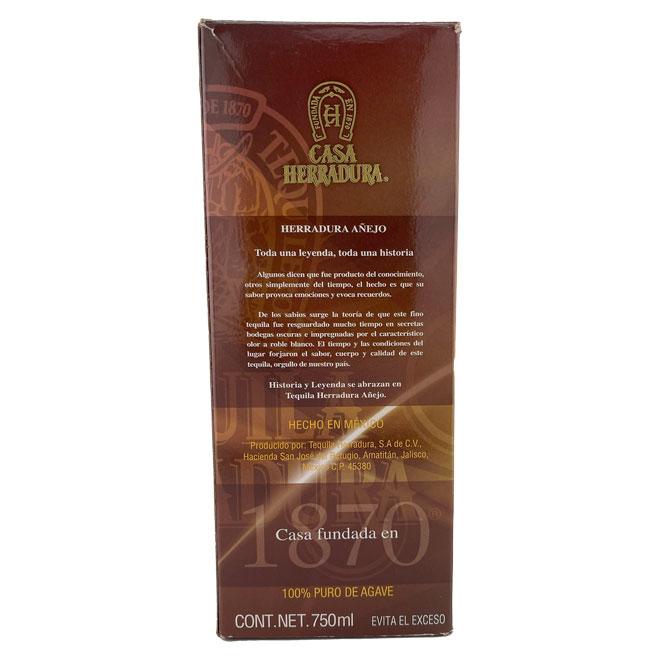 DE 1870
FUNDADA EN 1870
CASA
HERRADURA®
HERRADURA AÑEJO
Toda una leyenda, toda una historia
Algunos dicen que fue producto del conocimiento,
otros simplemente del tiempo, el hecho es que su
sabor provoca emociones y evoca recuerdos.
De los sabios surge la teoría de que este fino
tequila fue resguardado mucho tiempo en secretas
bodegas oscuras e impregnadas por el característico
olor a roble blanco. El tiempo y las condiciones del
lugar forjaron el sabor, cuerpo y calidad de este
tequila, orgullo de nuestro país.
Historia y Leyenda se abrazan en
Tequila Herradura Añejo.
HECHO EN MÉXICO
Producido por: Tequila Herradura, S.A de C.V.,
Hacienda San José del Refugio, Amatitán, Jalisco,
México C.P. 45380
Casa fundada en
1870
100% PURO DE AGAVE
CONT.NET.750ml EVITA EL EXCESO